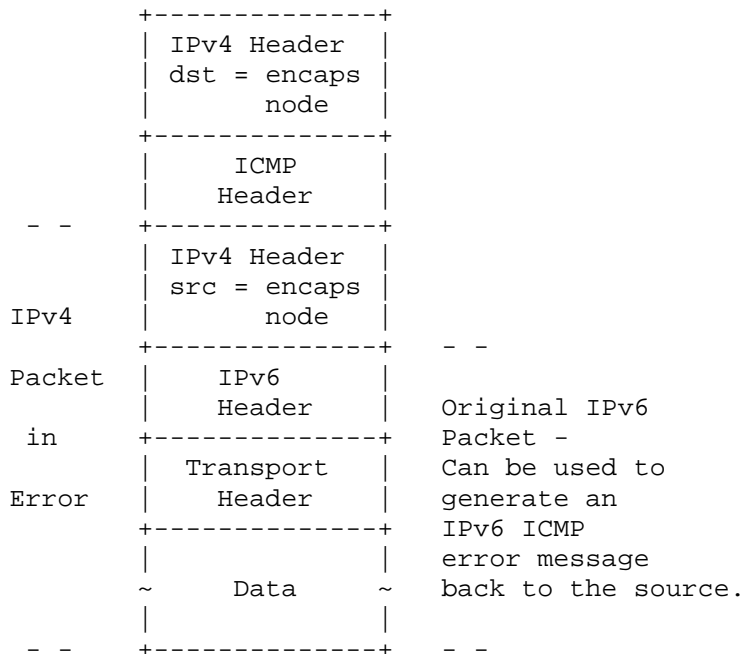 +--------------+
| IPv4 Header  |
| dst = encaps |
|       node   |
+--------------+
|     ICMP     |
|    Header    |
- -    +--------------+
| IPv4 Header  |
| src = encaps |
IPv4   |       node   |
+--------------+   - -
Packet |    IPv6      |
|    Header    |   Original IPv6
in    +--------------+   Packet -
|  Transport   |   Can be used to
Error  |    Header    |   generate an
+--------------+   IPv6 ICMP
|              |   error message
~     Data     ~   back to the source.
|              |
- -    +--------------+   - -